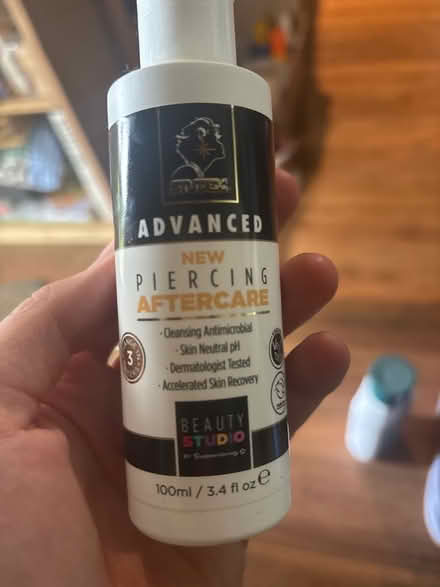 ADVANCED
NEW
PIERCING
AFTERCARE
· Cleansing Antimicrobial
· Skin Neutral pH
· Dermatologist Tested
· Accelerated Skin Recovery
3
BEAUTY
STUDIO
100ml / 3.4 fl oz ℮